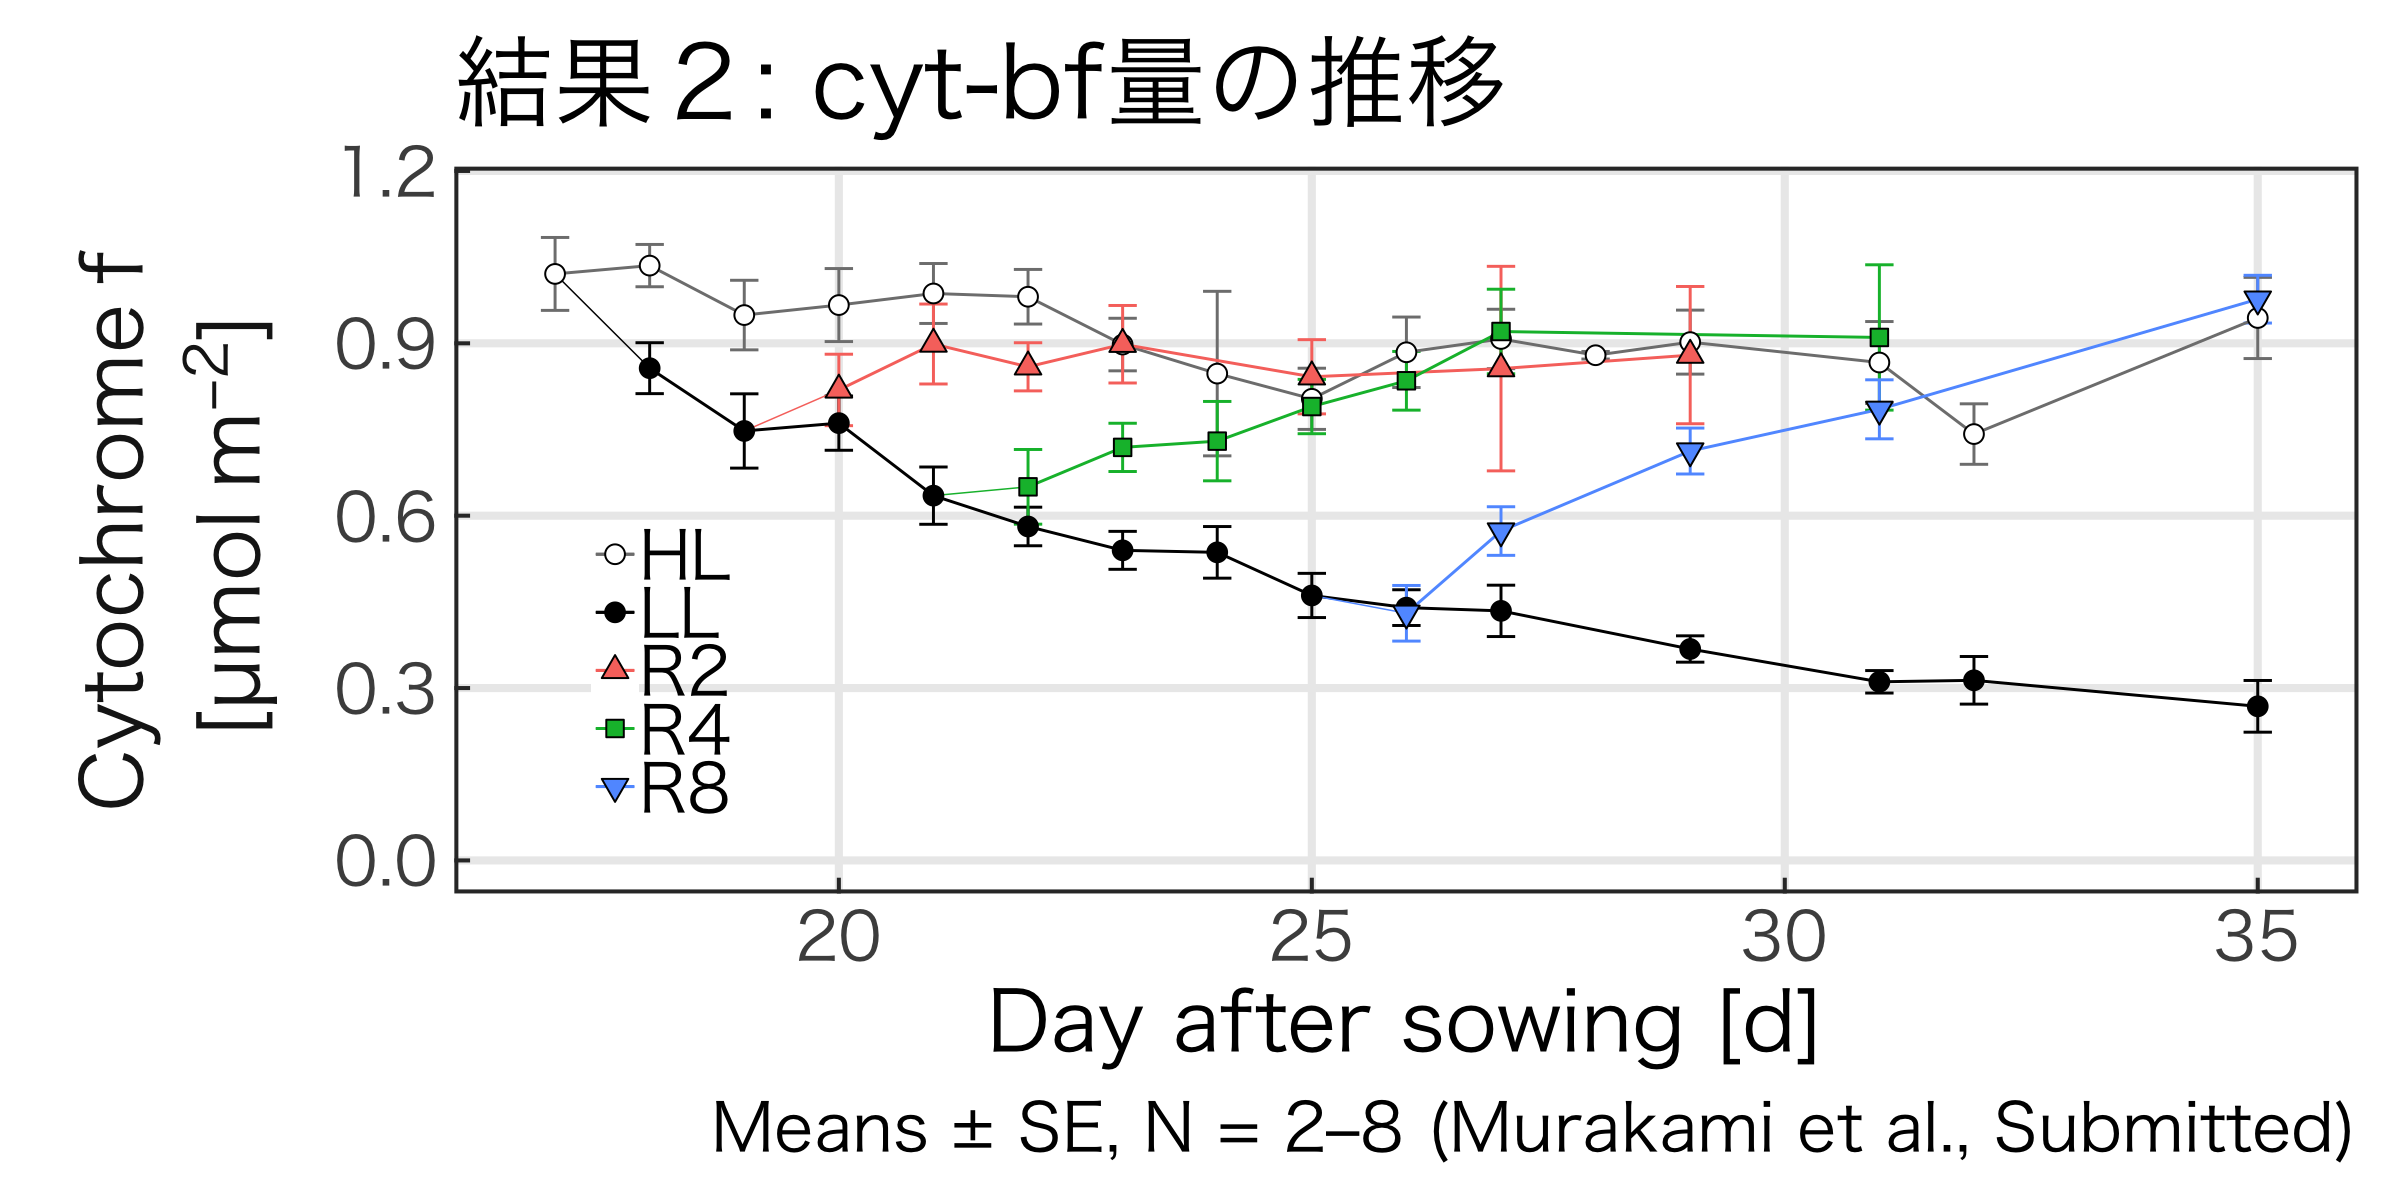 結果２: cyt-bf量の推移
Cytochrome f
[μmol m⁻²]
1.2
0.9
0.6
0.3
0.0
HL
LL
R2
R4
R8
20 25 30 35
Day after sowing [d]
Means ± SE, N = 2–8 (Murakami et al., Submitted)